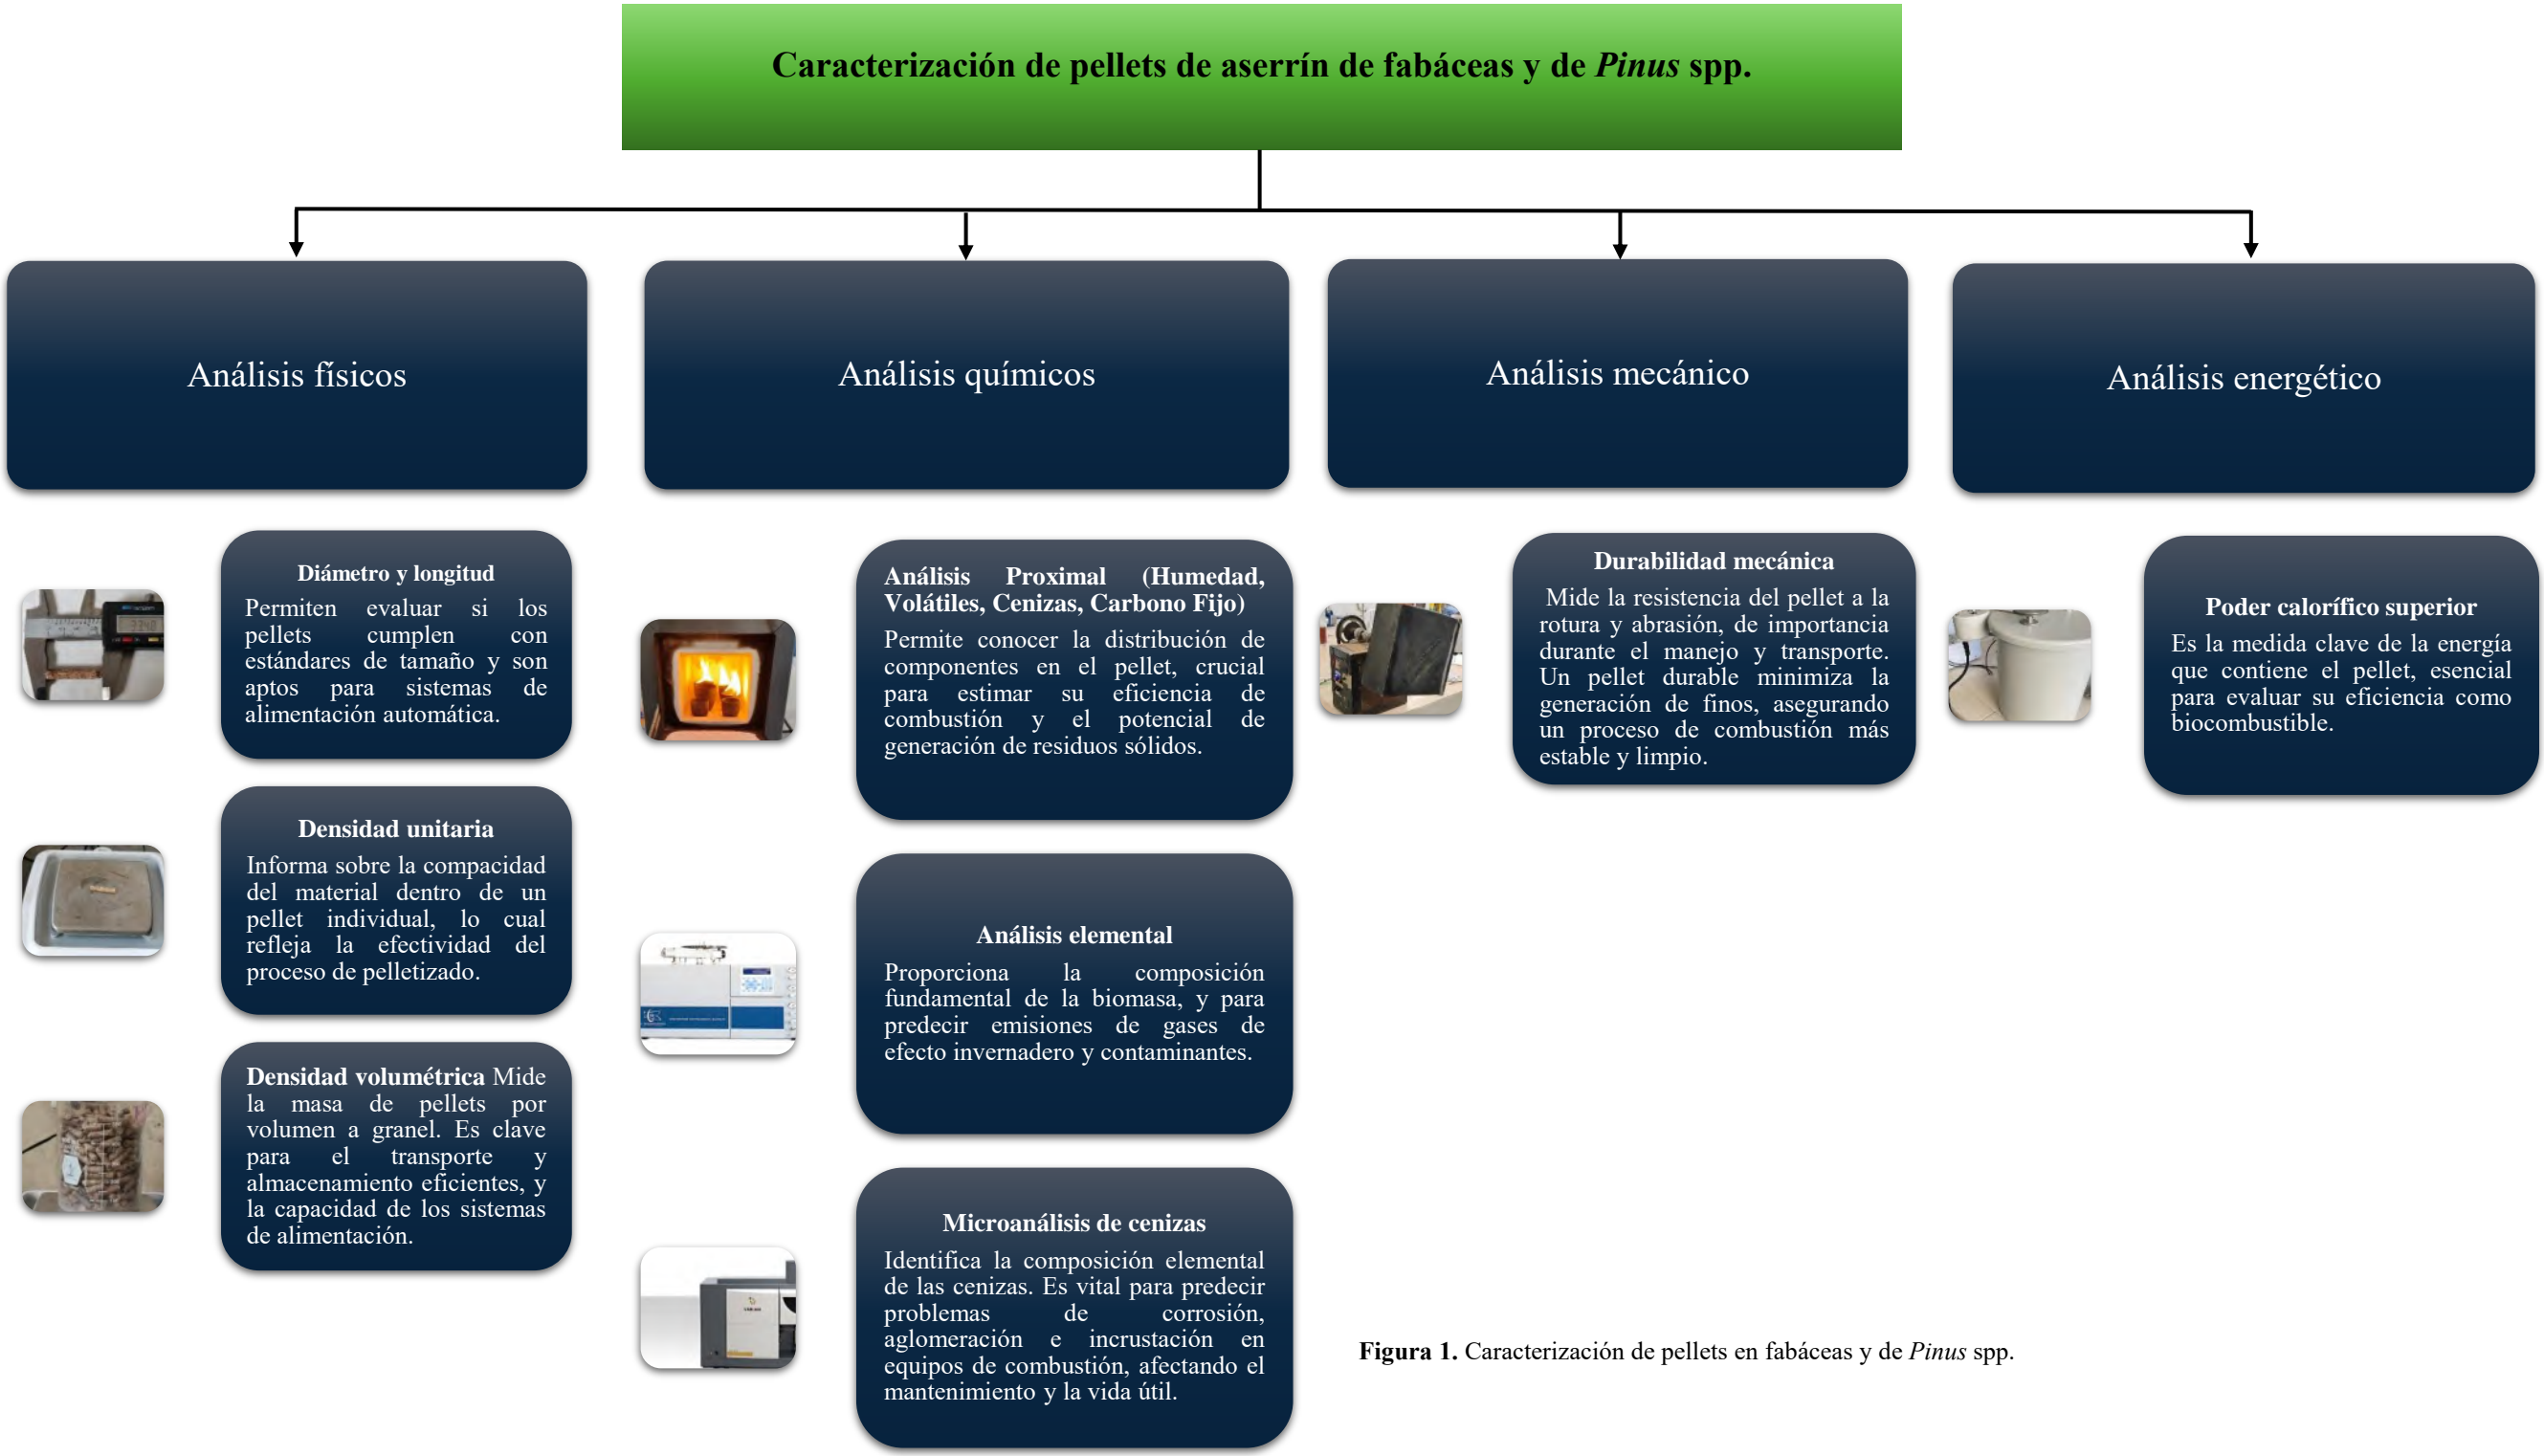 Caracterización de pellets de aserrín de fabáceas y de Pinus spp.
Análisis físicos
Análisis químicos
Análisis mecánico
Análisis energético
Diámetro y longitud
Permiten evaluar si los
pellets cumplen con
estándares de tamaño y son
aptos para sistemas de
alimentación automática.
Densidad unitaria
Informa sobre la compacidad
del material dentro de un
pellet individual, lo cual
refleja la efectividad del
proceso de pelletizado.
Densidad volumétrica Mide
la masa de pellets por
volumen a granel. Es clave
para el transporte y
almacenamiento eficientes, y
la capacidad de los sistemas
de alimentación.
Análisis Proximal (Humedad,
Volátiles, Cenizas, Carbono Fijo)
Permite conocer la distribución de
componentes en el pellet, crucial
para estimar su eficiencia de
combustión y el potencial de
generación de residuos sólidos.
Análisis elemental
Proporciona la composición
fundamental de la biomasa, y para
predecir emisiones de gases de
efecto invernadero y contaminantes.
Microanálisis de cenizas
Identifica la composición elemental
de las cenizas. Es vital para predecir
problemas de corrosión,
aglomeración e incrustación en
equipos de combustión, afectando el
mantenimiento y la vida útil.
Durabilidad mecánica
Mide la resistencia del pellet a la
rotura y abrasión, de importancia
durante el manejo y transporte.
Un pellet durable minimiza la
generación de finos, asegurando
un proceso de combustión más
estable y limpio.
Poder calorífico superior
Es la medida clave de la energía
que contiene el pellet, esencial
para evaluar su eficiencia como
biocombustible.
Figura 1. Caracterización de pellets en fabáceas y de Pinus spp.